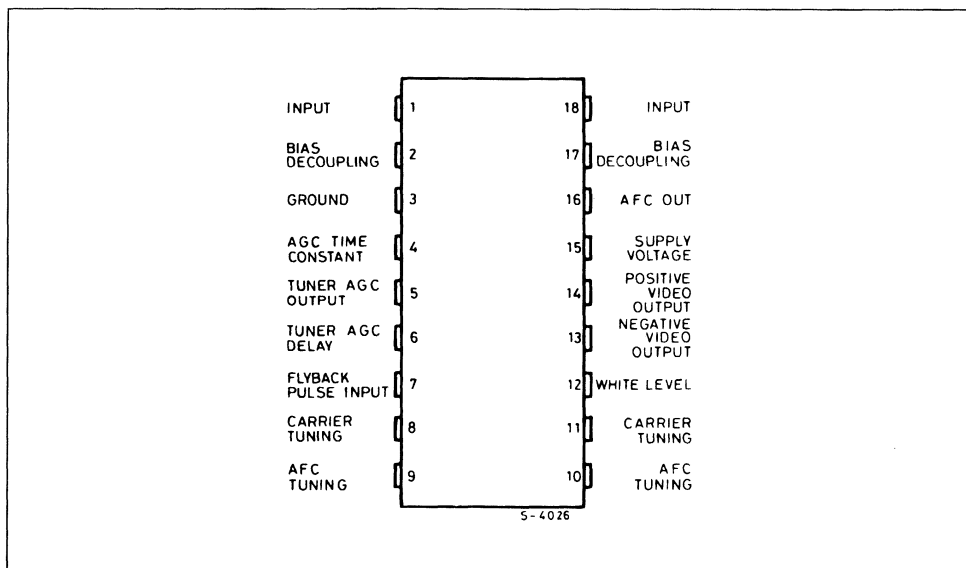 INPUT 1 18 INPUT
BIAS
DECOUPLING 2 17 BIAS
DECOUPLING
GROUND 3 16 AFC OUT
AGC TIME
CONSTANT 4 15 SUPPLY
VOLTAGE
TUNER AGC
OUTPUT 5 14 POSITIVE
VIDEO
OUTPUT
TUNER AGC
DELAY 6 13 NEGATIVE
VIDEO
OUTPUT
FLYBACK
PULSE INPUT 7 12 WHITE LEVEL
CARRIER
TUNING 8 11 CARRIER
TUNING
AFC
TUNING 9 10 AFC
TUNING
S-4026